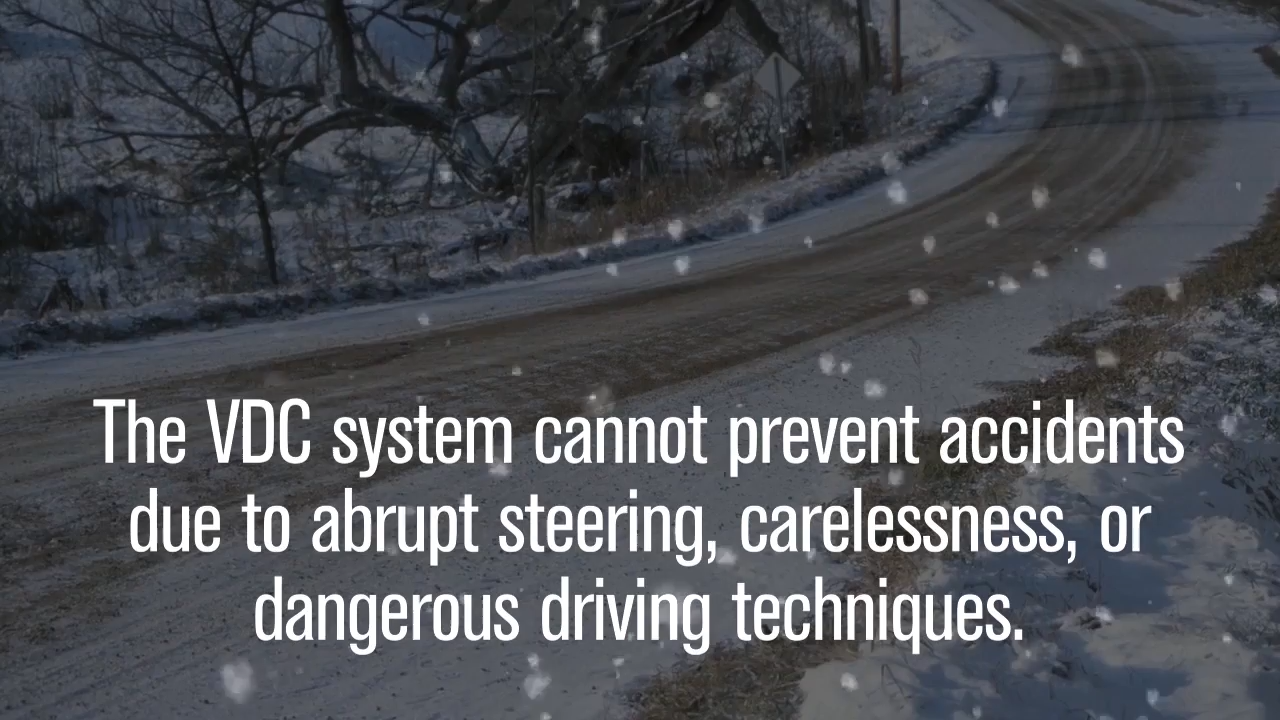 The VDC system cannot prevent accidents
due to abrupt steering, carelessness, or
dangerous driving techniques.